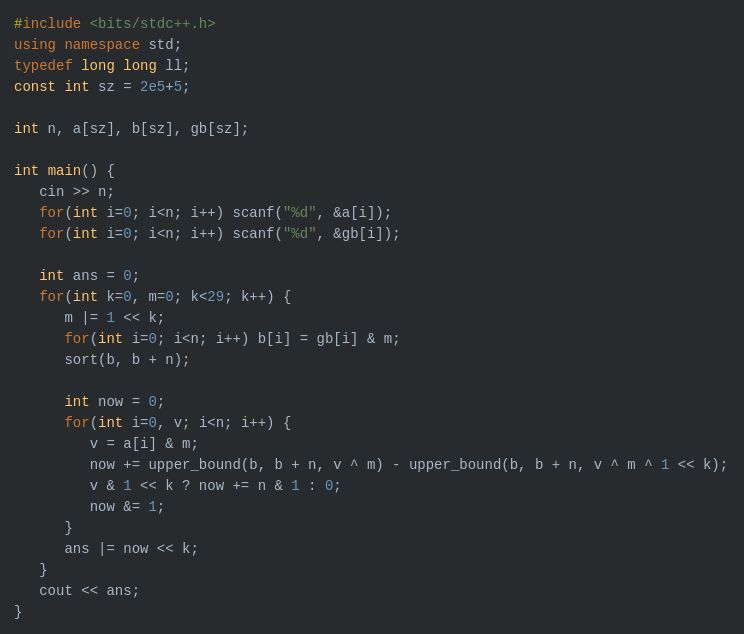 #include <bits/stdc++.h>
using namespace std;
typedef long long ll;
const int sz = 2e5+5;

int n, a[sz], b[sz], gb[sz];

int main() {
   cin >> n;
   for(int i=0; i<n; i++) scanf("%d", &a[i]);
   for(int i=0; i<n; i++) scanf("%d", &gb[i]);

   int ans = 0;
   for(int k=0, m=0; k<29; k++) {
      m |= 1 << k;
      for(int i=0; i<n; i++) b[i] = gb[i] & m;
      sort(b, b + n);

      int now = 0;
      for(int i=0, v; i<n; i++) {
         v = a[i] & m;
         now += upper_bound(b, b + n, v ^ m) - upper_bound(b, b + n, v ^ m ^ 1 << k);
         v & 1 << k ? now += n & 1 : 0;
         now &= 1;
      }
      ans |= now << k;
   }
   cout << ans;
}